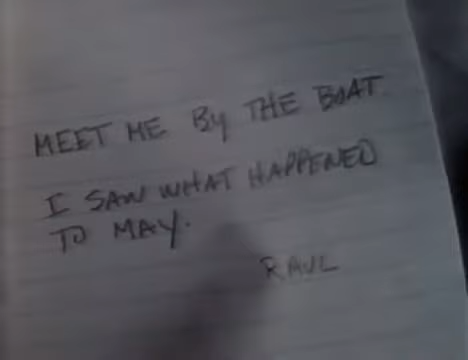 MEET ME By THE BOAT
I SAW WHAT HAPPENED
TO MAY.
RAUL